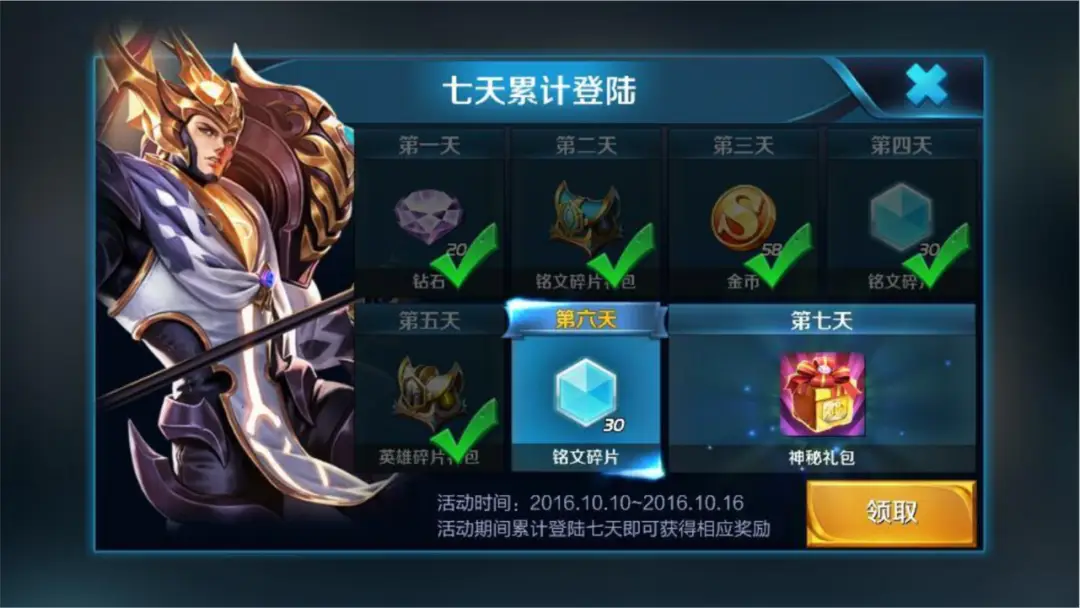 七天累计登陆
第一天
第二天
第三天
第四天
20
58
30
钻石
铭文碎片包
金币
铭文碎片
第五天
第六天
第七天
30
英雄碎片包
铭文碎片
神秘礼包
活动时间：2016.10.10~2016.10.16
活动期间累计登陆七天即可获得相应奖励
领取